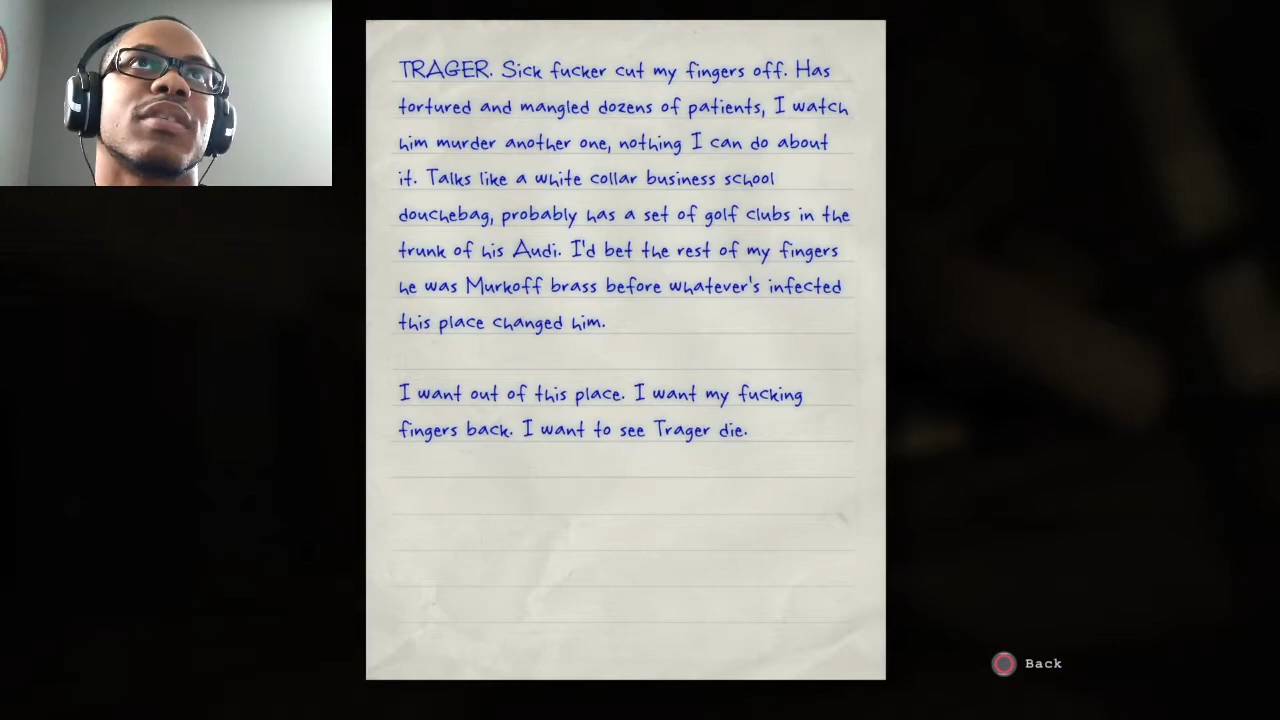 TRAGER. Sick fucker cut my fingers off. Has
tortured and mangled dozens of patients, I watch
him murder another one, nothing I can do about
it. Talks like a white collar business school
douchebag, probably has a set of golf clubs in the
trunk of his Audi. I'd bet the rest of my fingers
he was Murkoff brass before whatever's infected
this place changed him.
I want out of this place. I want my fucking
fingers back. I want to see Trager die.
Back